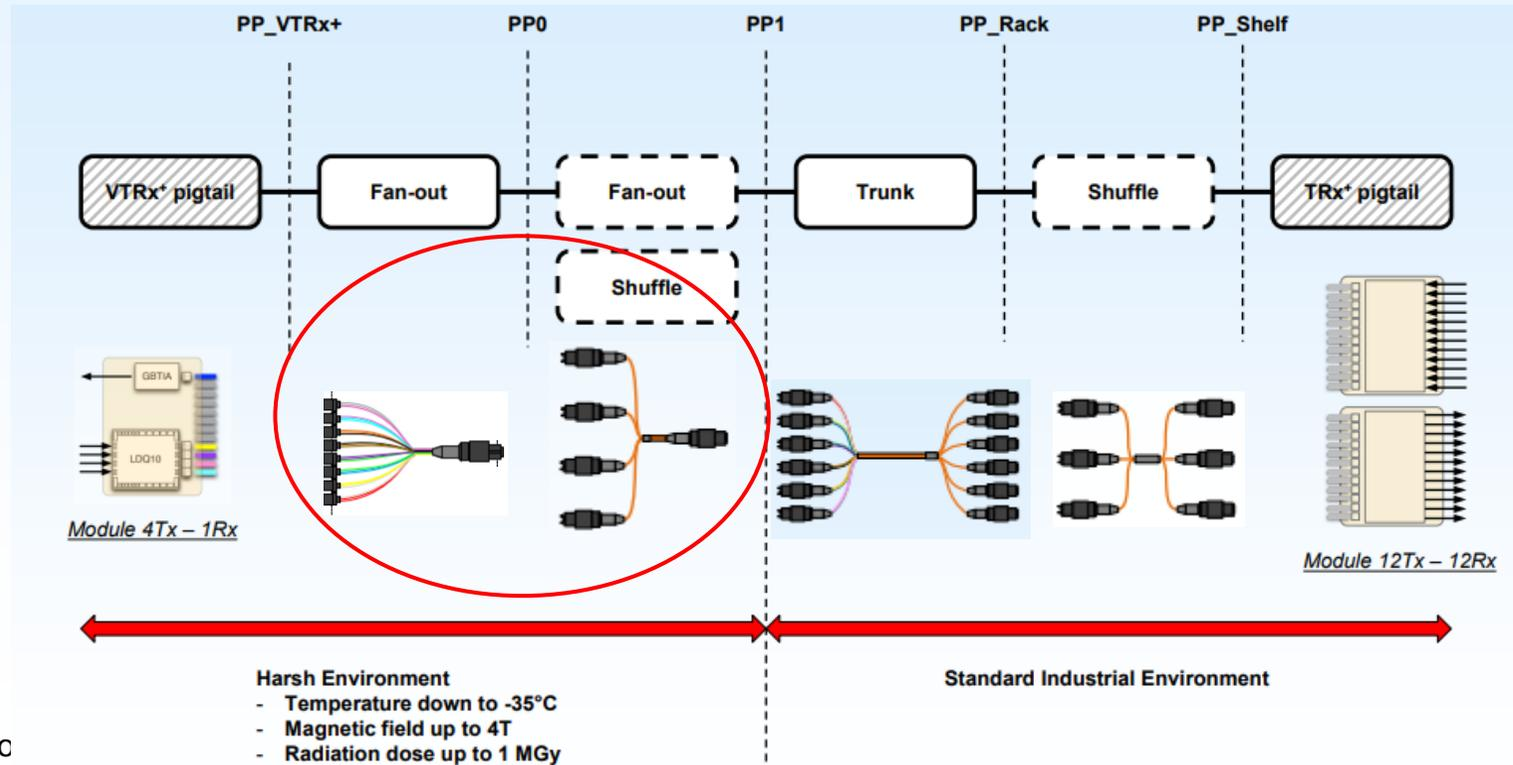 PP_VTRx+ PP0 PP1 PP_Rack PP_Shelf
VTRx⁺ pigtail Fan-out Fan-out Trunk Shuffle TRx⁺ pigtail
Shuffle
GBTIA
LDQ10
Module 4Tx – 1Rx
Module 12Tx – 12Rx
Harsh Environment Standard Industrial Environment
- Temperature down to -35°C
- Magnetic field up to 4T
- Radiation dose up to 1 MGy